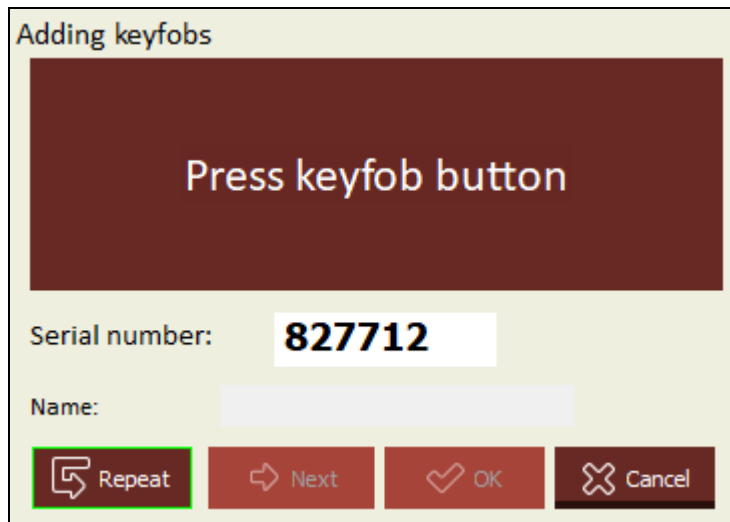 Adding keyfobs
Press keyfob button
Serial number: 827712
Name:
Repeat Next OK Cancel